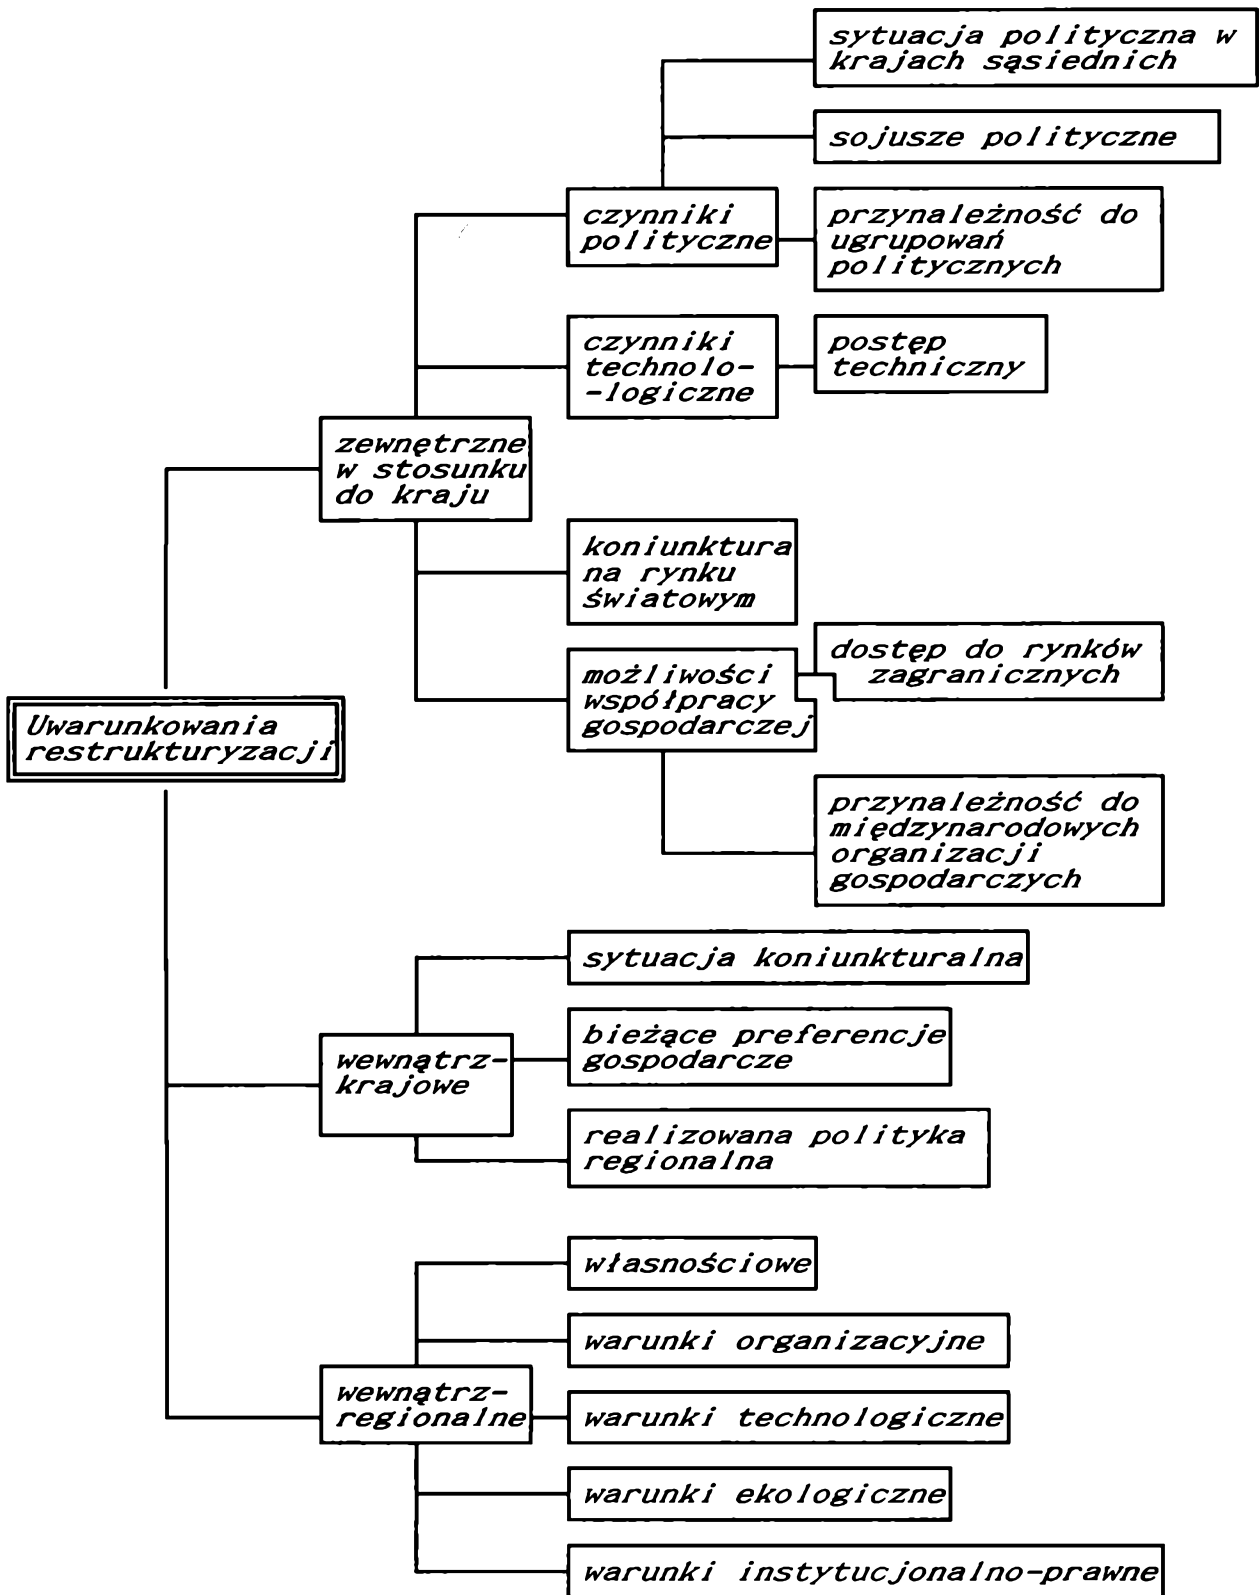 sytuacja polityczna w
krajach sąsiednich
sojusze polityczne
czynniki
polityczne
przynależność do
ugrupowań
politycznych
czynniki
technolo-
-logiczne
postęp
techniczny
zewnętrzne
w stosunku
do kraju
koniunktura
na rynku
światowym
możliwości
współpracy
gospodarczej
dostęp do rynków
zagranicznych
Uwarunkowania
restrukturyzacji
przynależność do
międzynarodowych
organizacji
gospodarczych
sytuacja koniunkturalna
wewnątrz-
krajowe
bieżące preferencje
gospodarcze
realizowana polityka
regionalna
własnościowe
warunki organizacyjne
wewnątrz-
regionalne
warunki technologiczne
warunki ekologiczne
warunki instytucjonalno-prawne